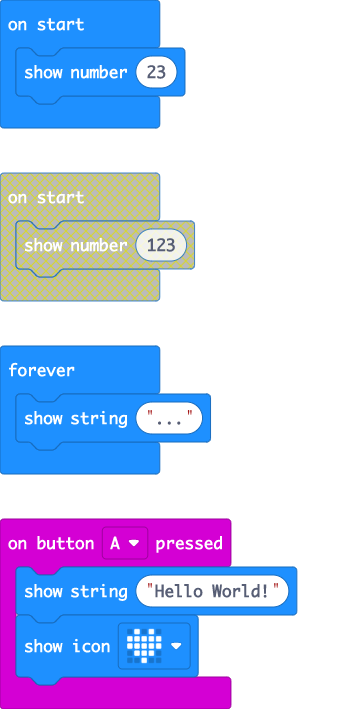 on start
show number 23
on start
show number 123
forever
show string "..."
on button A pressed
show string "Hello World!"
show icon